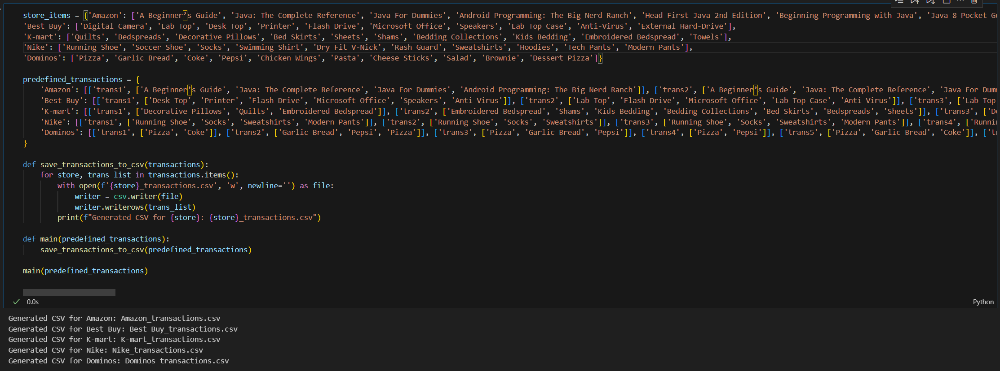 store_items = {'Amazon': ['A Beginner’s Guide', 'Java: The Complete Reference', 'Java For Dummies', 'Android Programming: The Big Nerd Ranch', 'Head First Java 2nd Edition', 'Beginning Programming with Java', 'Java 8 Pocket Gu
'Best Buy': ['Digital Camera', 'Lab Top', 'Desk Top', 'Printer', 'Flash Drive', 'Microsoft Office', 'Speakers', 'Lab Top Case', 'Anti-Virus', 'External Hard-Drive'],
'K-mart': ['Quilts', 'Bedspreads', 'Decorative Pillows', 'Bed Skirts', 'Sheets', 'Shams', 'Bedding Collections', 'Kids Bedding', 'Embroidered Bedspread', 'Towels'],
'Nike': ['Running Shoe', 'Soccer Shoe', 'Socks', 'Swimming Shirt', 'Dry Fit V-Nick', 'Rash Guard', 'Sweatshirts', 'Hoodies', 'Tech Pants', 'Modern Pants'],
'Dominos': ['Pizza', 'Garlic Bread', 'Coke', 'Pepsi', 'Chicken Wings', 'Pasta', 'Cheese Sticks', 'Salad', 'Brownie', 'Dessert Pizza']}
predefined_transactions = {
'Amazon': [['trans1', ['A Beginner’s Guide', 'Java: The Complete Reference', 'Java For Dummies', 'Android Programming: The Big Nerd Ranch']], ['trans2', ['A Beginner’s Guide', 'Java: The Complete Reference', 'Java For Dum
'Best Buy': [['trans1', ['Desk Top', 'Printer', 'Flash Drive', 'Microsoft Office', 'Speakers', 'Anti-Virus']], ['trans2', ['Lab Top', 'Flash Drive', 'Microsoft Office', 'Lab Top Case', 'Anti-Virus']], ['trans3', ['Lab Top
'K-mart': [['trans1', ['Decorative Pillows', 'Quilts', 'Embroidered Bedspread']], ['trans2', ['Embroidered Bedspread', 'Shams', 'Kids Bedding', 'Bedding Collections', 'Bed Skirts', 'Bedspreads', 'Sheets']], ['trans3', ['De
'Nike': [['trans1', ['Running Shoe', 'Socks', 'Sweatshirts', 'Modern Pants']], ['trans2', ['Running Shoe', 'Socks', 'Sweatshirts']], ['trans3', ['Running Shoe', 'Socks', 'Sweatshirts', 'Modern Pants']], ['trans4', ['Runni
'Dominos': [['trans1', ['Pizza', 'Coke']], ['trans2', ['Garlic Bread', 'Pepsi', 'Pizza']], ['trans3', ['Pizza', 'Garlic Bread', 'Pepsi']], ['trans4', ['Pizza', 'Pepsi']], ['trans5', ['Pizza', 'Garlic Bread', 'Coke']], ['tr
}
def save_transactions_to_csv(transactions):
for store, trans_list in transactions.items():
with open(f'{store}_transactions.csv', 'w', newline='') as file:
writer = csv.writer(file)
writer.writerows(trans_list)
print(f"Generated CSV for {store}: {store}_transactions.csv")
def main(predefined_transactions):
save_transactions_to_csv(predefined_transactions)
main(predefined_transactions)
0.0s
Python
Generated CSV for Amazon: Amazon_transactions.csv
Generated CSV for Best Buy: Best Buy_transactions.csv
Generated CSV for K-mart: K-mart_transactions.csv
Generated CSV for Nike: Nike_transactions.csv
Generated CSV for Dominos: Dominos_transactions.csv